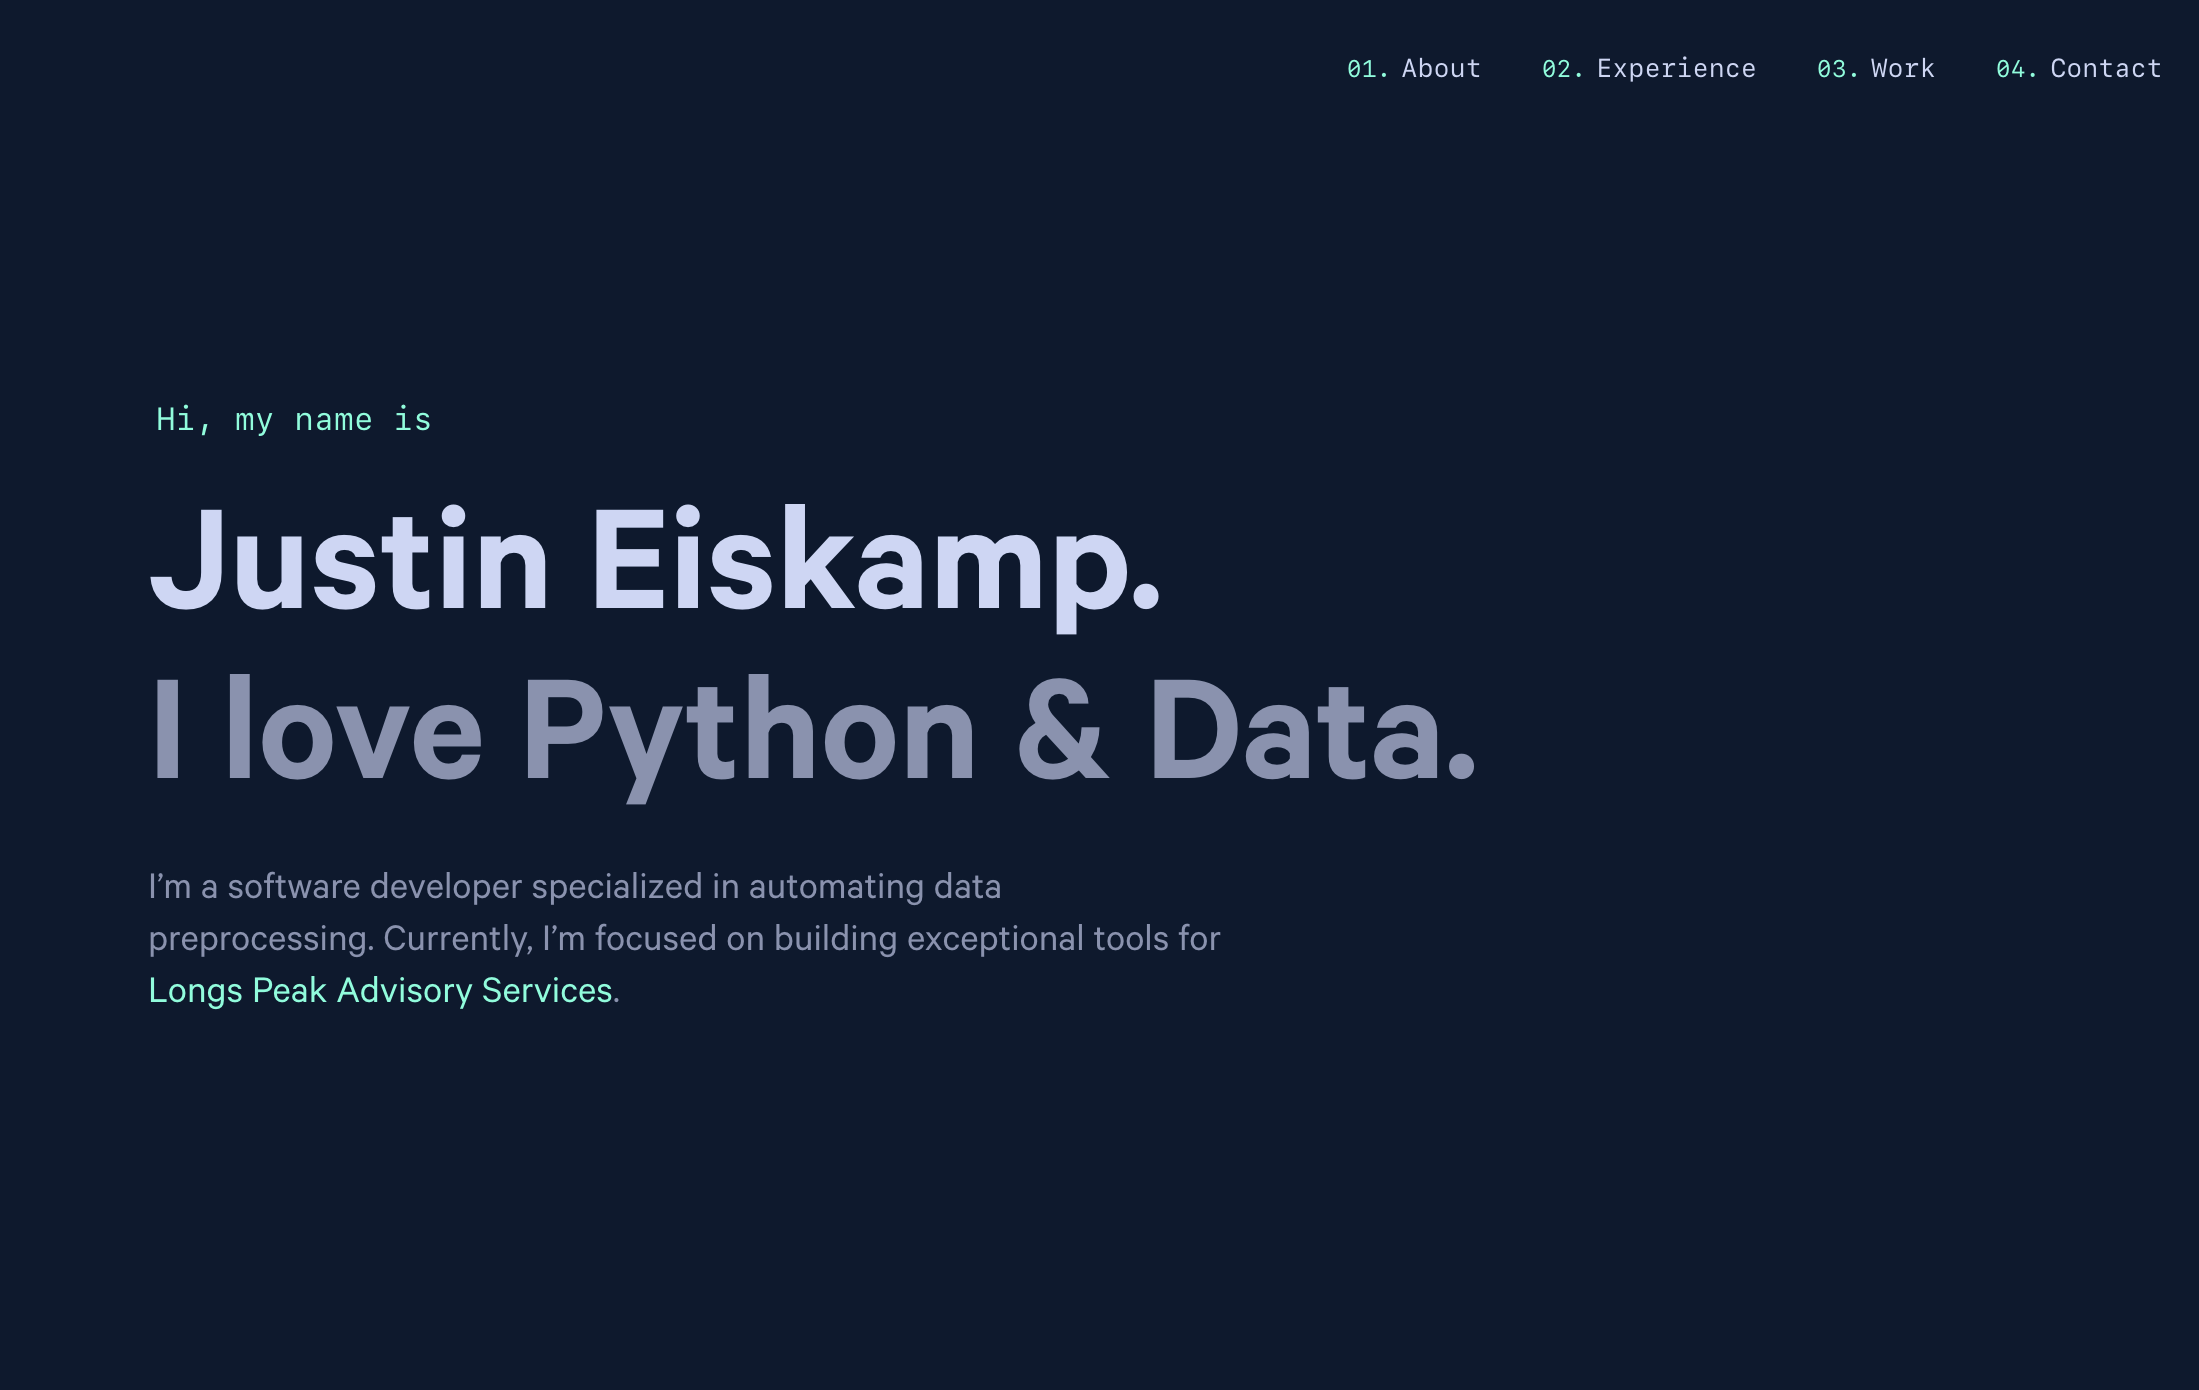 01. About 02. Experience 03. Work 04. Contact
Hi, my name is
Justin Eiskamp.
I love Python & Data.
I’m a software developer specialized in automating data
preprocessing. Currently, I’m focused on building exceptional tools for
Longs Peak Advisory Services.